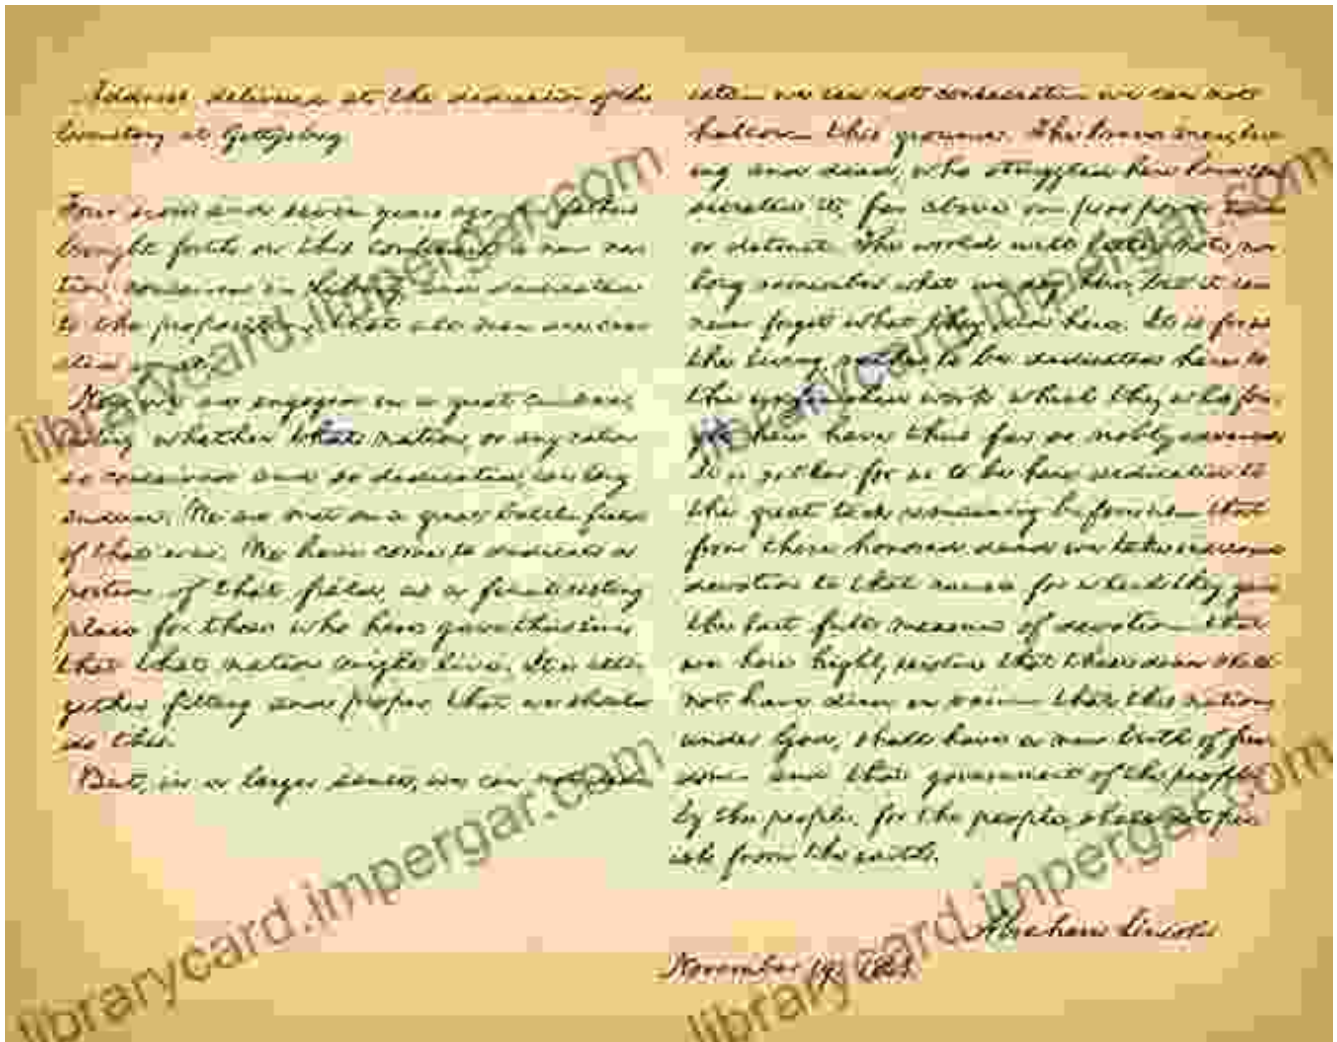 Address delivered at the dedication of the
Cemetery at Gettysburg.
Four score and seven years ago our fathers
brought forth on this continent, a new na-
tion, conceived in Liberty, and dedicated
to the proposition that all men are cre-
ated equal.
Now we are engaged in a great civil war,
testing whether that nation, or any nation
so conceived and so dedicated, can long
endure. We are met on a great battle-field
of that war. We have come to dedicate a
portion of that field, as a final resting
place for those who here gave their lives
that that nation might live. It is alto-
gether fitting and proper that we should
do this.
But, in a larger sense, we can not dedi-
cate— we can not consecrate— we can not
hallow— this ground. The brave men, liv-
ing and dead, who struggled here, have con-
secrated it, far above our poor power
or detract. The world will little note, nor
long remember what we say here, but it can
never forget what they did here. It is for us
the living, rather, to be dedicated here to
the unfinished work which they who fou-
ght here have thus far so nobly advanced.
It is rather for us to be here dedicated to
the great task remaining before us— that
from these honored dead we take increased
devotion to that cause for which they gave
the last full measure of devotion— that
we here highly resolve that these dead shall
not have died in vain— that this nation,
under God, shall have a new birth of free-
dom— and that government of the people,
by the people, for the people, shall not per-
ish from the earth.
Abraham Lincoln.
November 19, 1863.
librarycard.impergar.com
librarycard.impergar.com
librarycard.impergar.com
librarycard.impergar.com